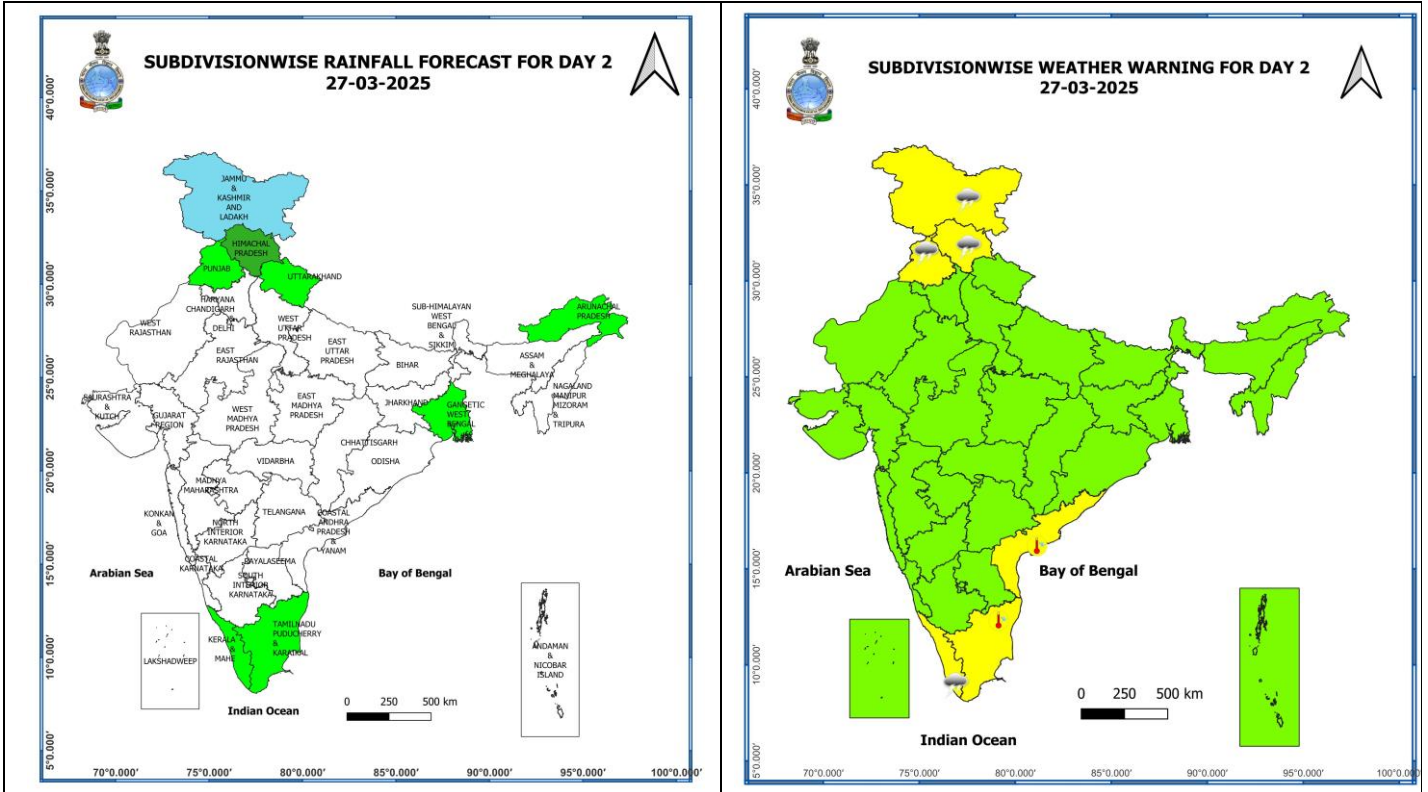 SUBDIVISIONWISE RAINFALL FORECAST FOR DAY 2
27-03-2025
40°0.000'
35°0.000'
30°0.000'
25°0.000'
20°0.000'
15°0.000'
10°0.000'
5°0.000'
JAMMU
&
KASHMIR
AND
LADAKH
HIMACHAL
PRADESH
PUNJAB
UTTARAKHAND
HARYANA
CHANDIGARH
DELHI
WEST
RAJASTHAN
WEST
UTTAR
PRADESH
SUB-HIMALAYAN
WEST
BENGAL
&
SIKKIM
ARUNACHAL
PRADESH
EAST
RAJASTHAN
EAST
UTTAR
PRADESH
BIHAR
ASSAM
&
MEGHALAYA
NAGALAND
MANIPUR
MIZORAM
&
TRIPURA
SAURASHTRA
&
KUTCH
GUJARAT
REGION
WEST
MADHYA
PRADESH
EAST
MADHYA
PRADESH
JHARKHAND
GANGETIC
WEST
BENGAL
CHHATTISGARH
ODISHA
VIDARBHA
MADHYA
MAHARASHTRA
KONKAN
&
GOA
TELANGANA
NORTH
INTERIOR
KARNATAKA
COASTAL
ANDHRA
PRADESH
&
YANAM
COASTAL
KARNATAKA
RAYALASEEMA
SOUTH
INTERIOR
KARNATAKA
Arabian Sea
Bay of Bengal
TAMILNADU
PUDUCHERRY
&
KARAIKAL
KERALA
&
MAHE
LAKSHADWEEP
ANDAMAN
&
NICOBAR
ISLAND
0 250 500 km
Indian Ocean
70°0.000' 75°0.000' 80°0.000' 85°0.000' 90°0.000' 95°0.000' 100°0.000'
SUBDIVISIONWISE WEATHER WARNING FOR DAY 2
27-03-2025
40°0.000'
35°0.000'
30°0.000'
25°0.000'
20°0.000'
15°0.000'
10°0.000'
5°0.000'
Arabian Sea
Bay of Bengal
0 250 500 km
Indian Ocean
70°0.000' 75°0.000' 80°0.000' 85°0.000' 90°0.000' 95°0.000' 100°0.000'